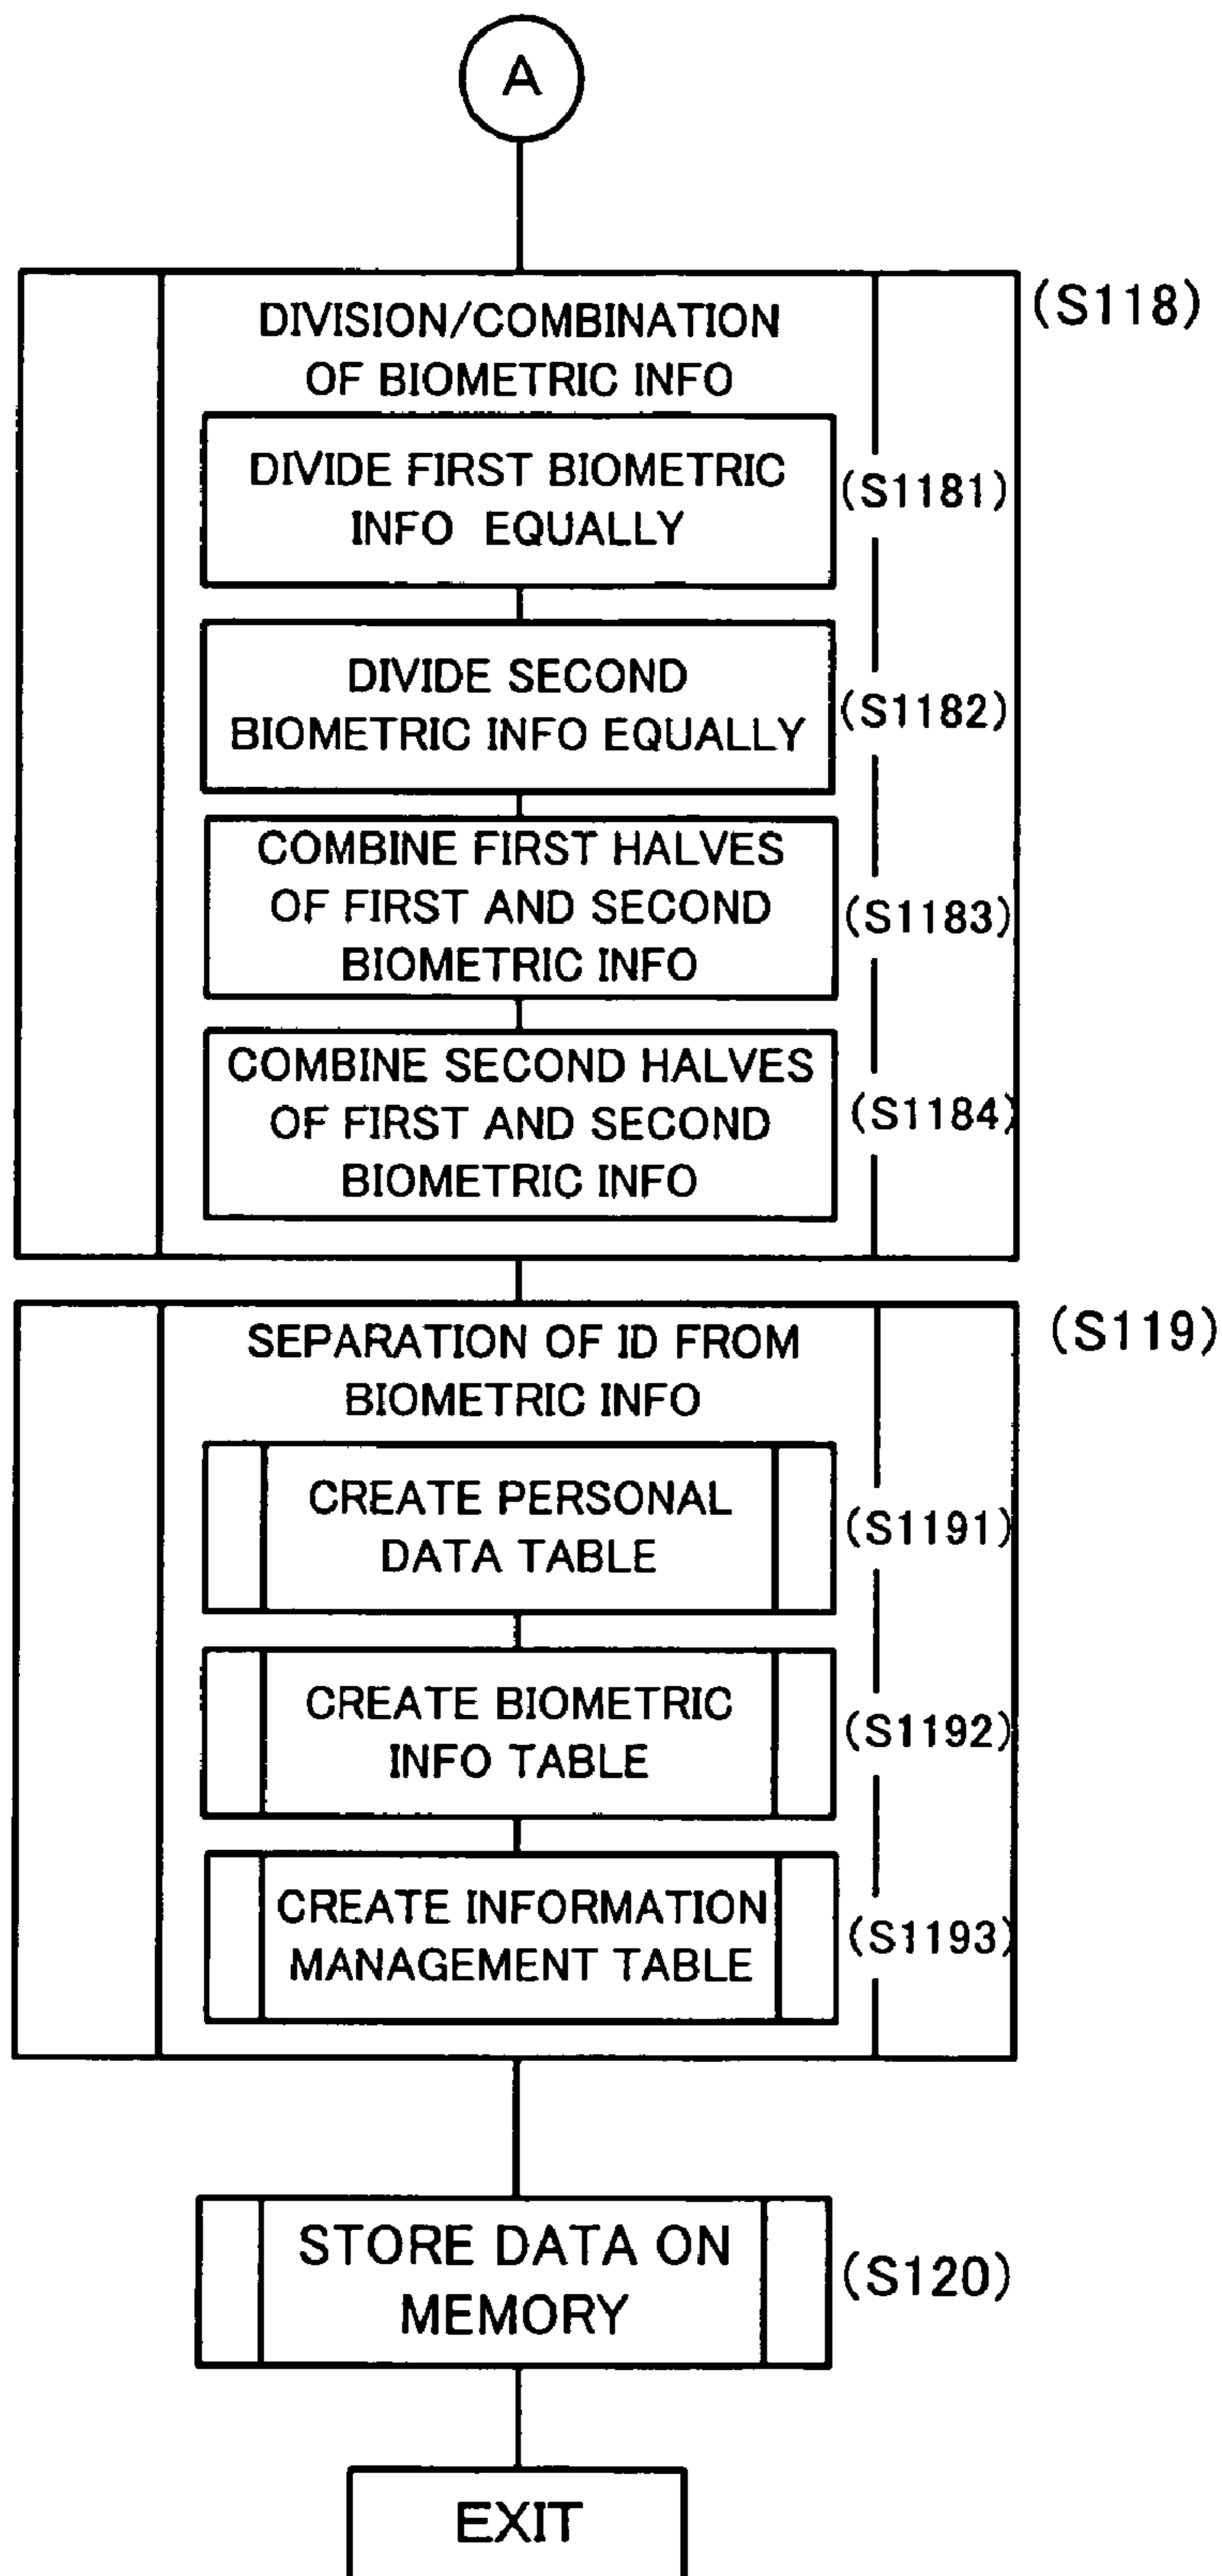 A
DIVISION/COMBINATION
OF BIOMETRIC INFO
(S118)
DIVIDE FIRST BIOMETRIC
INFO EQUALLY
(S1181)
DIVIDE SECOND
BIOMETRIC INFO EQUALLY
(S1182)
COMBINE FIRST HALVES
OF FIRST AND SECOND
BIOMETRIC INFO
(S1183)
COMBINE SECOND HALVES
OF FIRST AND SECOND
BIOMETRIC INFO
(S1184)
SEPARATION OF ID FROM
BIOMETRIC INFO
(S119)
CREATE PERSONAL
DATA TABLE
(S1191)
CREATE BIOMETRIC
INFO TABLE
(S1192)
CREATE INFORMATION
MANAGEMENT TABLE
(S1193)
STORE DATA ON
MEMORY
(S120)
EXIT